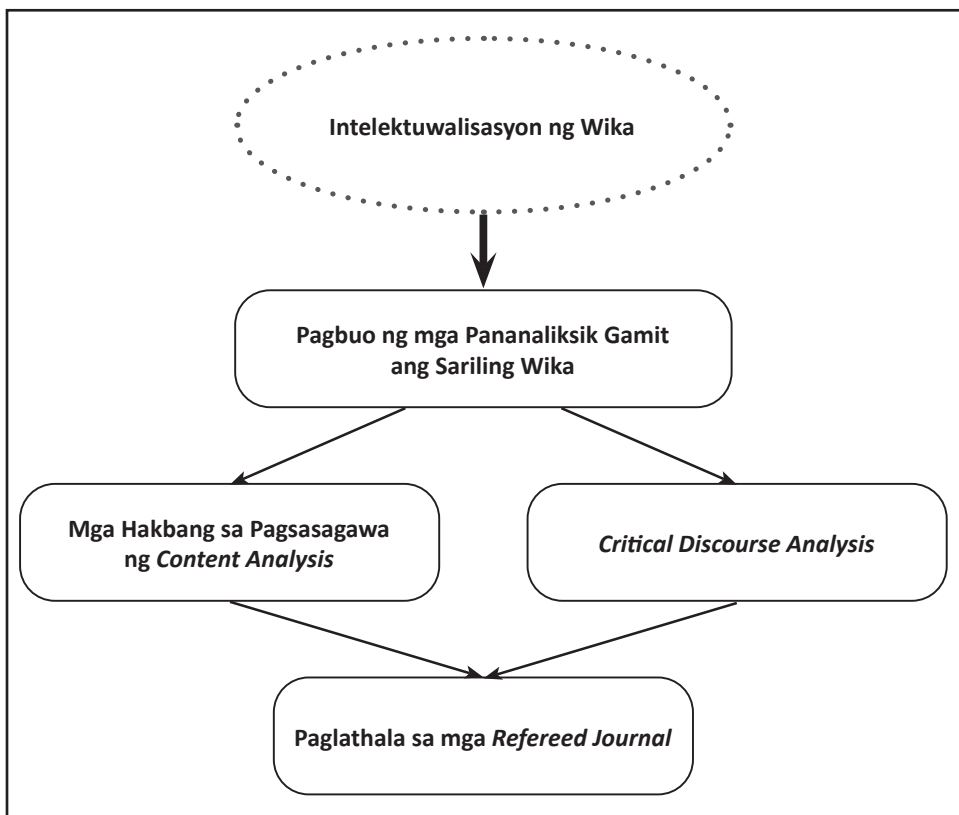 Intelektuwalisasyon ng Wika
Pagbuo ng mga Pananaliksik Gamit
ang Sariling Wika
Mga Hakbang sa Pagsasagawa
ng Content Analysis
Critical Discourse Analysis
Paglathala sa mga Refereed Journal